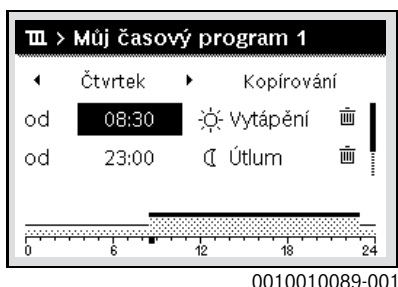 > Můj časový program 1
Čtvrtek Kopírování
od 08:30 Vytápění
od 23:00 Útlum
0 6 12 18 24
0010010089-001